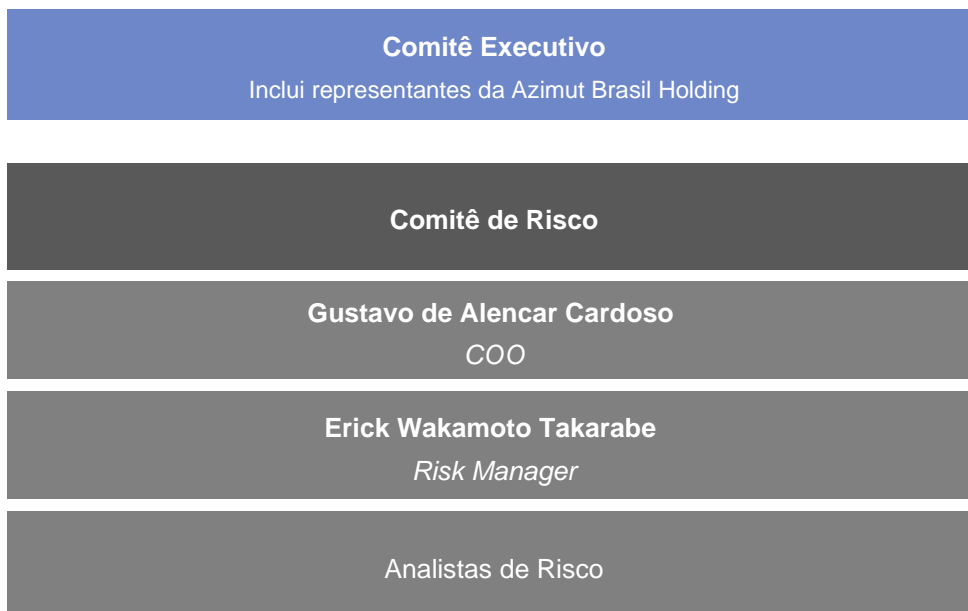 Comitê Executivo
Inclui representantes da Azimut Brasil Holding
Comitê de Risco
Gustavo de Alencar Cardoso
COO
Erick Wakamoto Takarabe
Risk Manager
Analistas de Risco